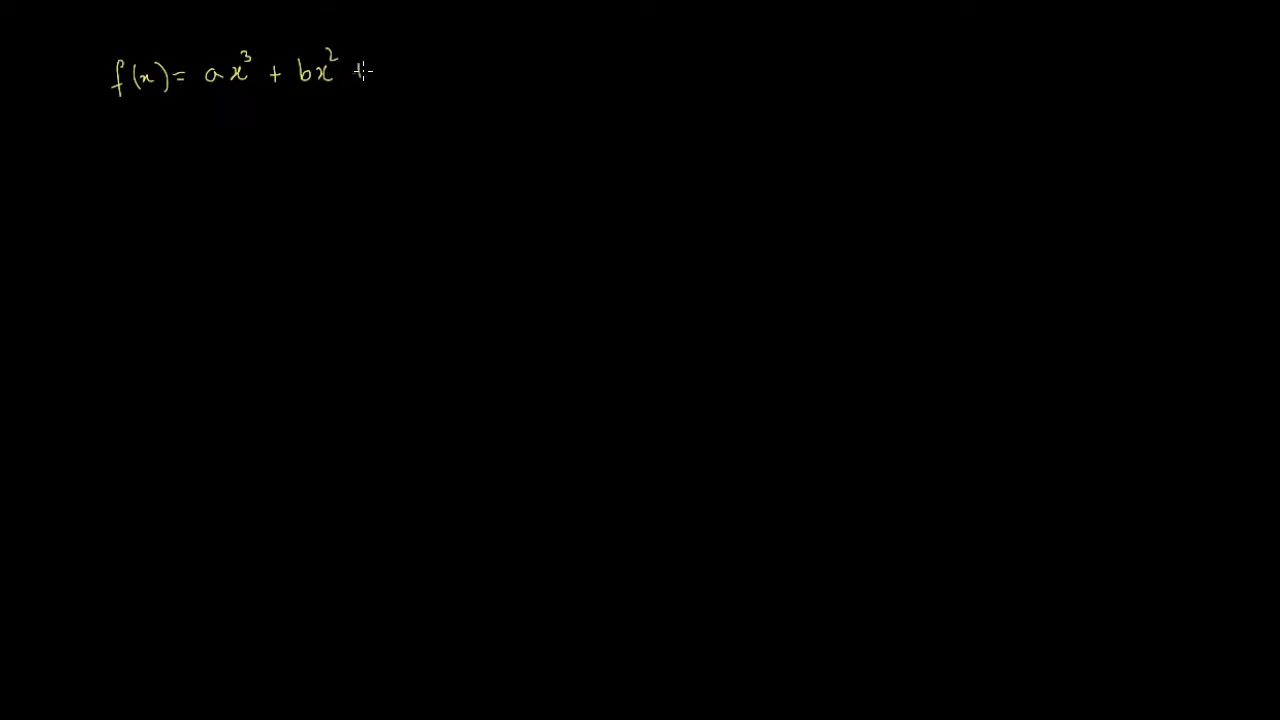 f(x) = ax³ + bx² +